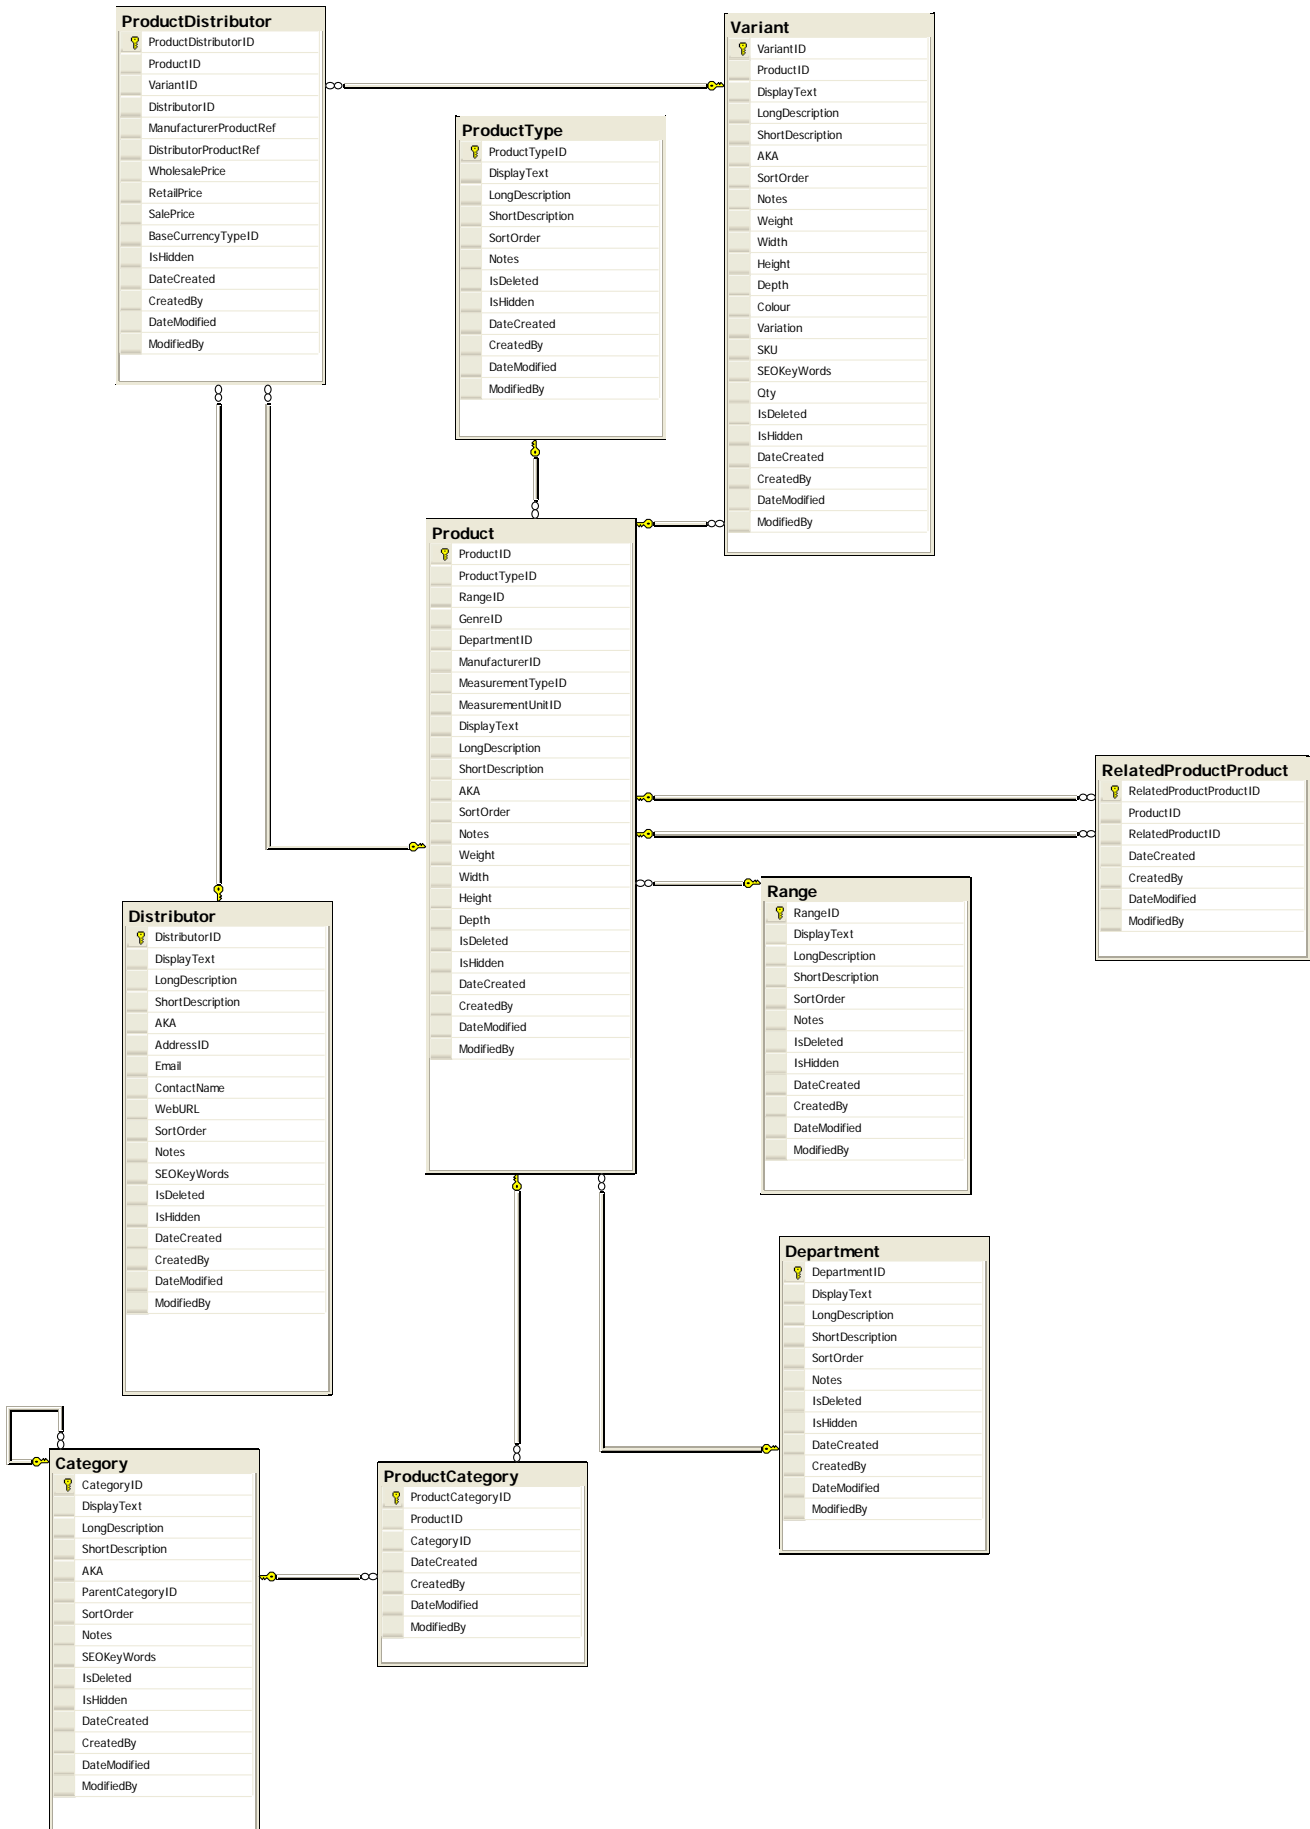 ProductDistributor
ProductDistributorID
ProductID
VariantID
DistributorID
ManufacturerProductRef
DistributorProductRef
WholesalePrice
RetailPrice
SalePrice
BaseCurrencyTypeID
IsHidden
DateCreated
CreatedBy
DateModified
ModifiedBy
Variant
VariantID
ProductID
DisplayText
LongDescription
ShortDescription
AKA
SortOrder
Notes
Weight
Width
Height
Depth
Colour
Variation
SKU
SEOKeyWords
Qty
IsDeleted
IsHidden
DateCreated
CreatedBy
DateModified
ModifiedBy
ProductType
ProductTypeID
DisplayText
LongDescription
ShortDescription
SortOrder
Notes
IsDeleted
IsHidden
DateCreated
CreatedBy
DateModified
ModifiedBy
Product
ProductID
ProductTypeID
RangeID
GenreID
DepartmentID
ManufacturerID
MeasurementTypeID
MeasurementUnitID
DisplayText
LongDescription
ShortDescription
AKA
SortOrder
Notes
Weight
Width
Height
Depth
IsDeleted
IsHidden
DateCreated
CreatedBy
DateModified
ModifiedBy
RelatedProductProduct
RelatedProductProductID
ProductID
RelatedProductID
DateCreated
CreatedBy
DateModified
ModifiedBy
Range
RangeID
DisplayText
LongDescription
ShortDescription
SortOrder
Notes
IsDeleted
IsHidden
DateCreated
CreatedBy
DateModified
ModifiedBy
Distributor
DistributorID
DisplayText
LongDescription
ShortDescription
AKA
AddressID
Email
ContactName
WebURL
SortOrder
Notes
SEOKeyWords
IsDeleted
IsHidden
DateCreated
CreatedBy
DateModified
ModifiedBy
Department
DepartmentID
DisplayText
LongDescription
ShortDescription
SortOrder
Notes
IsDeleted
IsHidden
DateCreated
CreatedBy
DateModified
ModifiedBy
Category
CategoryID
DisplayText
LongDescription
ShortDescription
AKA
ParentCategoryID
SortOrder
Notes
SEOKeyWords
IsDeleted
IsHidden
DateCreated
CreatedBy
DateModified
ModifiedBy
ProductCategory
ProductCategoryID
ProductID
CategoryID
DateCreated
CreatedBy
DateModified
ModifiedBy